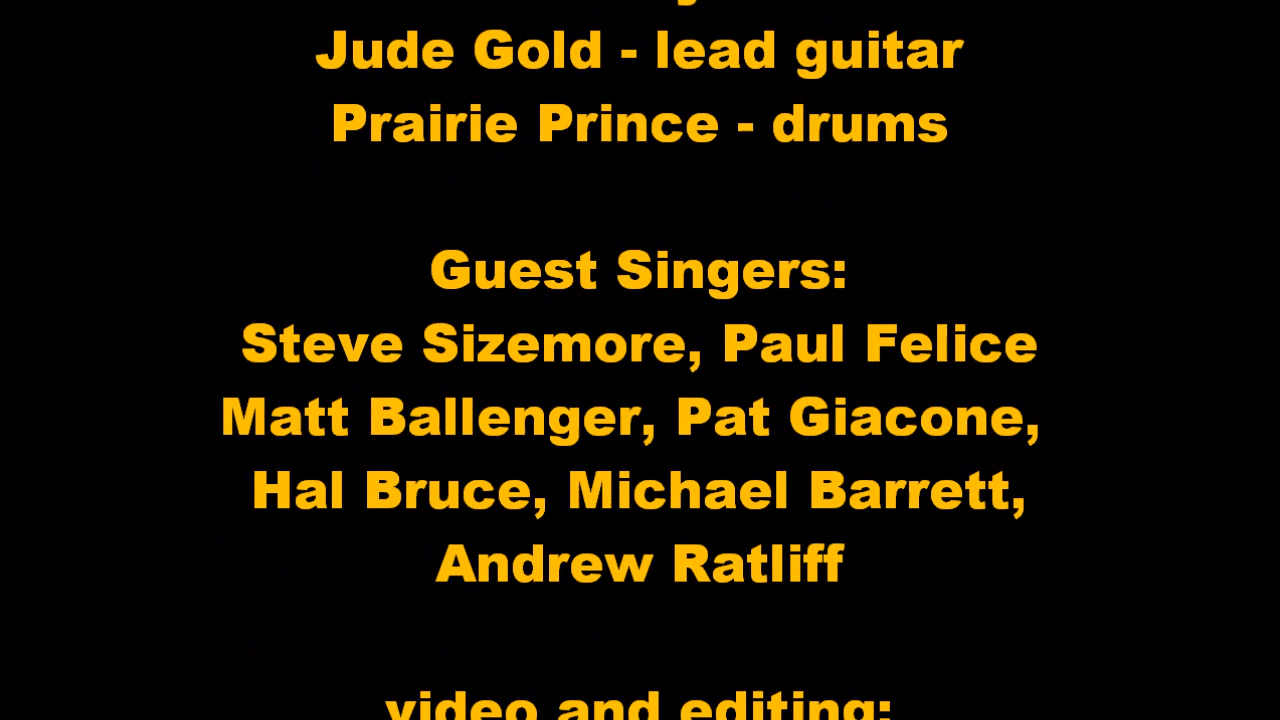 Jude Gold - lead guitar
Prairie Prince - drums
Guest Singers:
Steve Sizemore, Paul Felice
Matt Ballenger, Pat Giacone,
Hal Bruce, Michael Barrett,
Andrew Ratliff
video and editing: